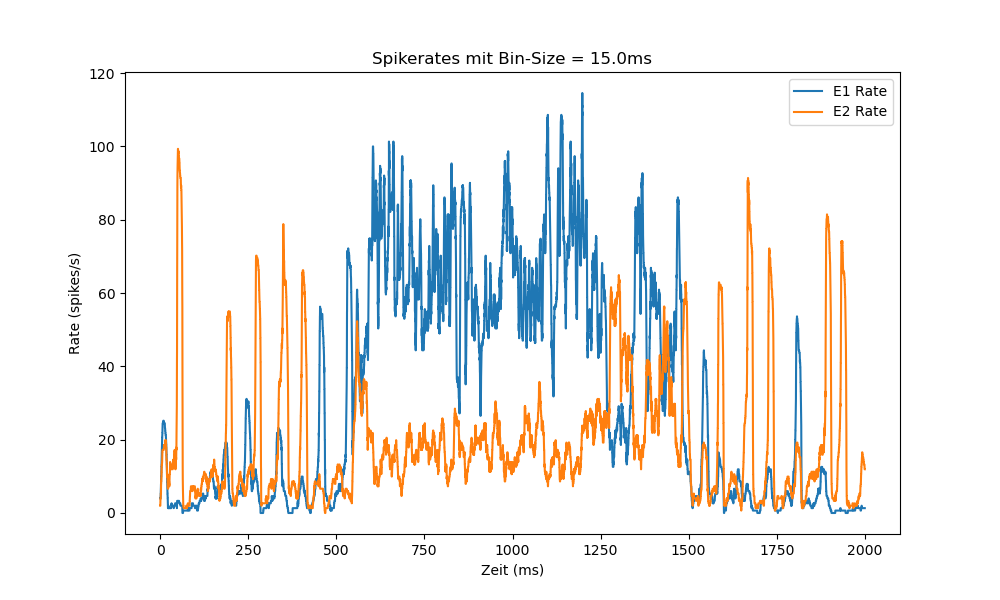 Spikerates mit Bin-Size = 15.0ms
E1 Rate
E2 Rate
Rate (spikes/s)
120
100
80
60
40
20
0
0 250 500 750 1000 1250 1500 1750 2000
Zeit (ms)